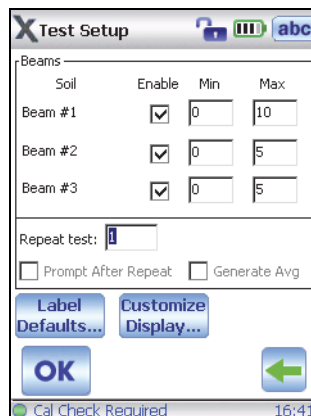 X Test Setup abc
Beams
Soil Enable Min Max
Beam #1 0 10
Beam #2 0 5
Beam #3 0 5
Repeat test: 1
Prompt After Repeat Generate Avg
Label Defaults...
Customize Display...
OK
Cal Check Required 16:41